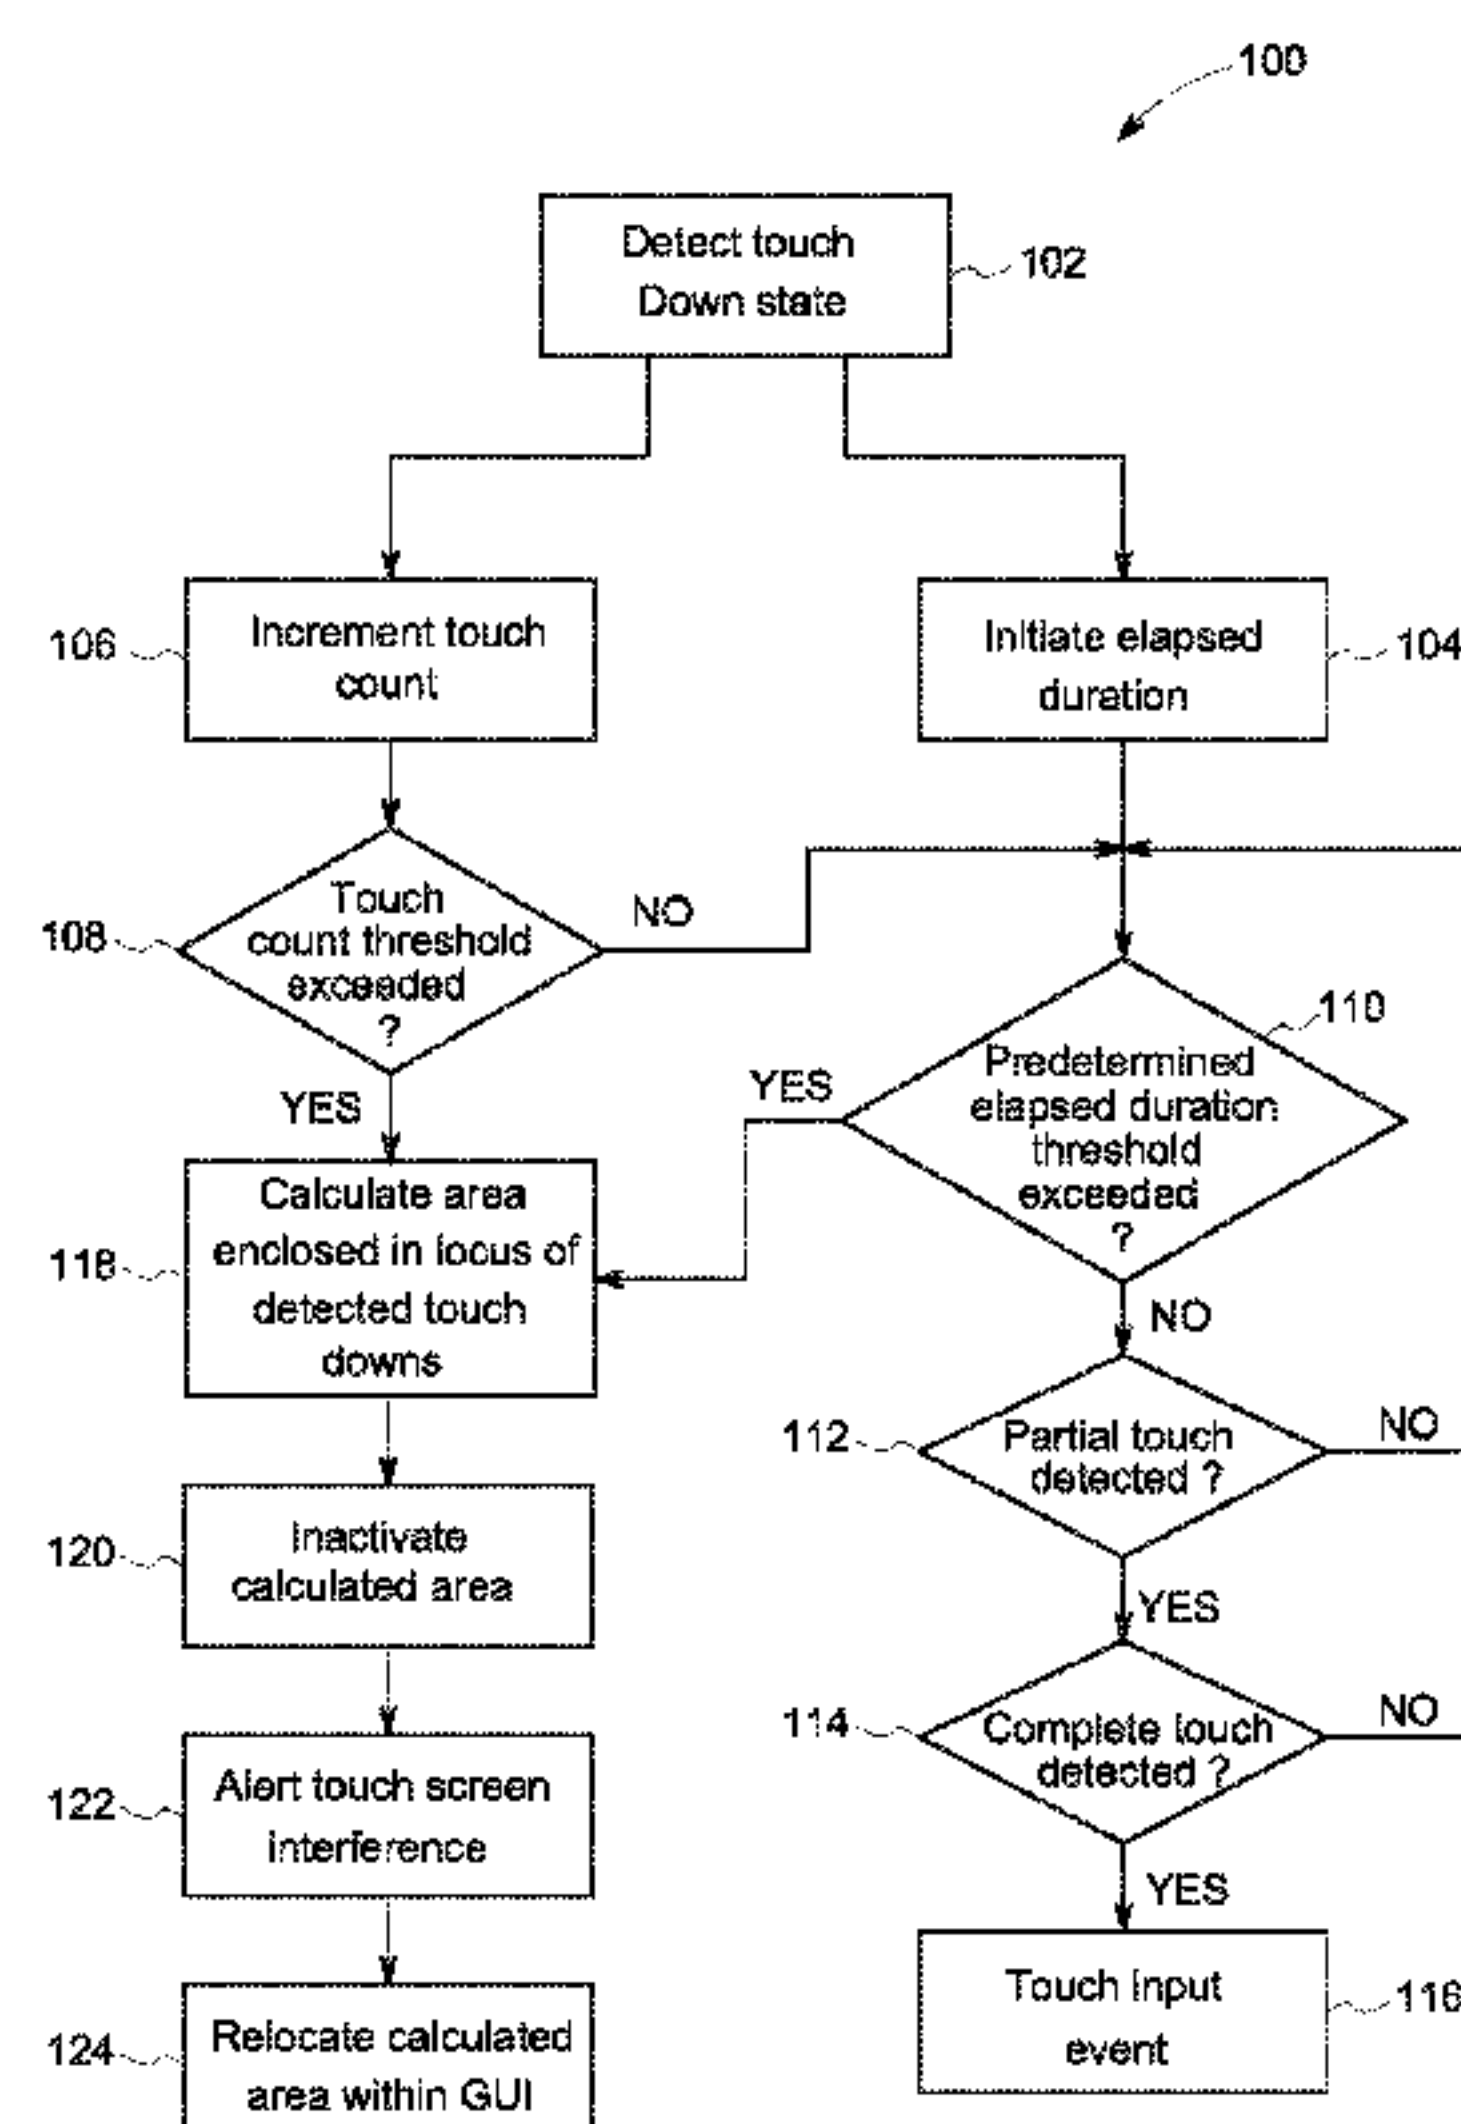 100
Detect touch
Down state
102
106
Increment touch
count
Initiate elapsed
duration
104
108
Touch
count threshold
exceeded
?
NO
YES
110
Predetermined
elapsed duration
threshold
exceeded
?
YES
NO
118
Calculate area
enclosed in locus of
detected touch
downs
112
Partial touch
detected ?
NO
YES
120
Inactivate
calculated area
114
Complete touch
detected ?
NO
YES
122
Alert touch screen
interference
Touch Input
event
116
124
Relocate calculated
area within GUI